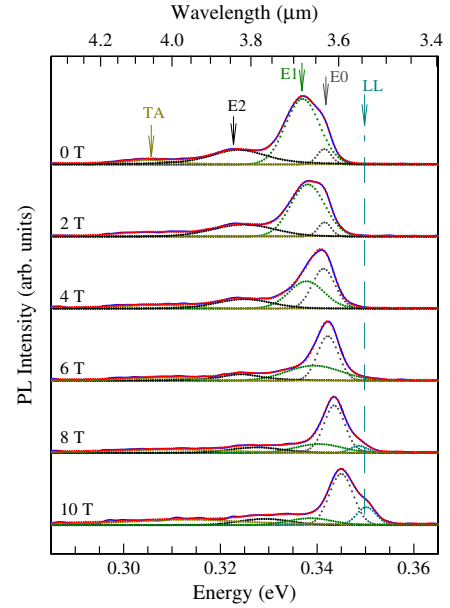 Wavelength (μm)
4.2 4.0 3.8 3.6 3.4
E1 E0 LL
TA E2
0 T
2 T
4 T
6 T
8 T
10 T
PL Intensity (arb. units)
0.30 0.32 0.34 0.36
Energy (eV)